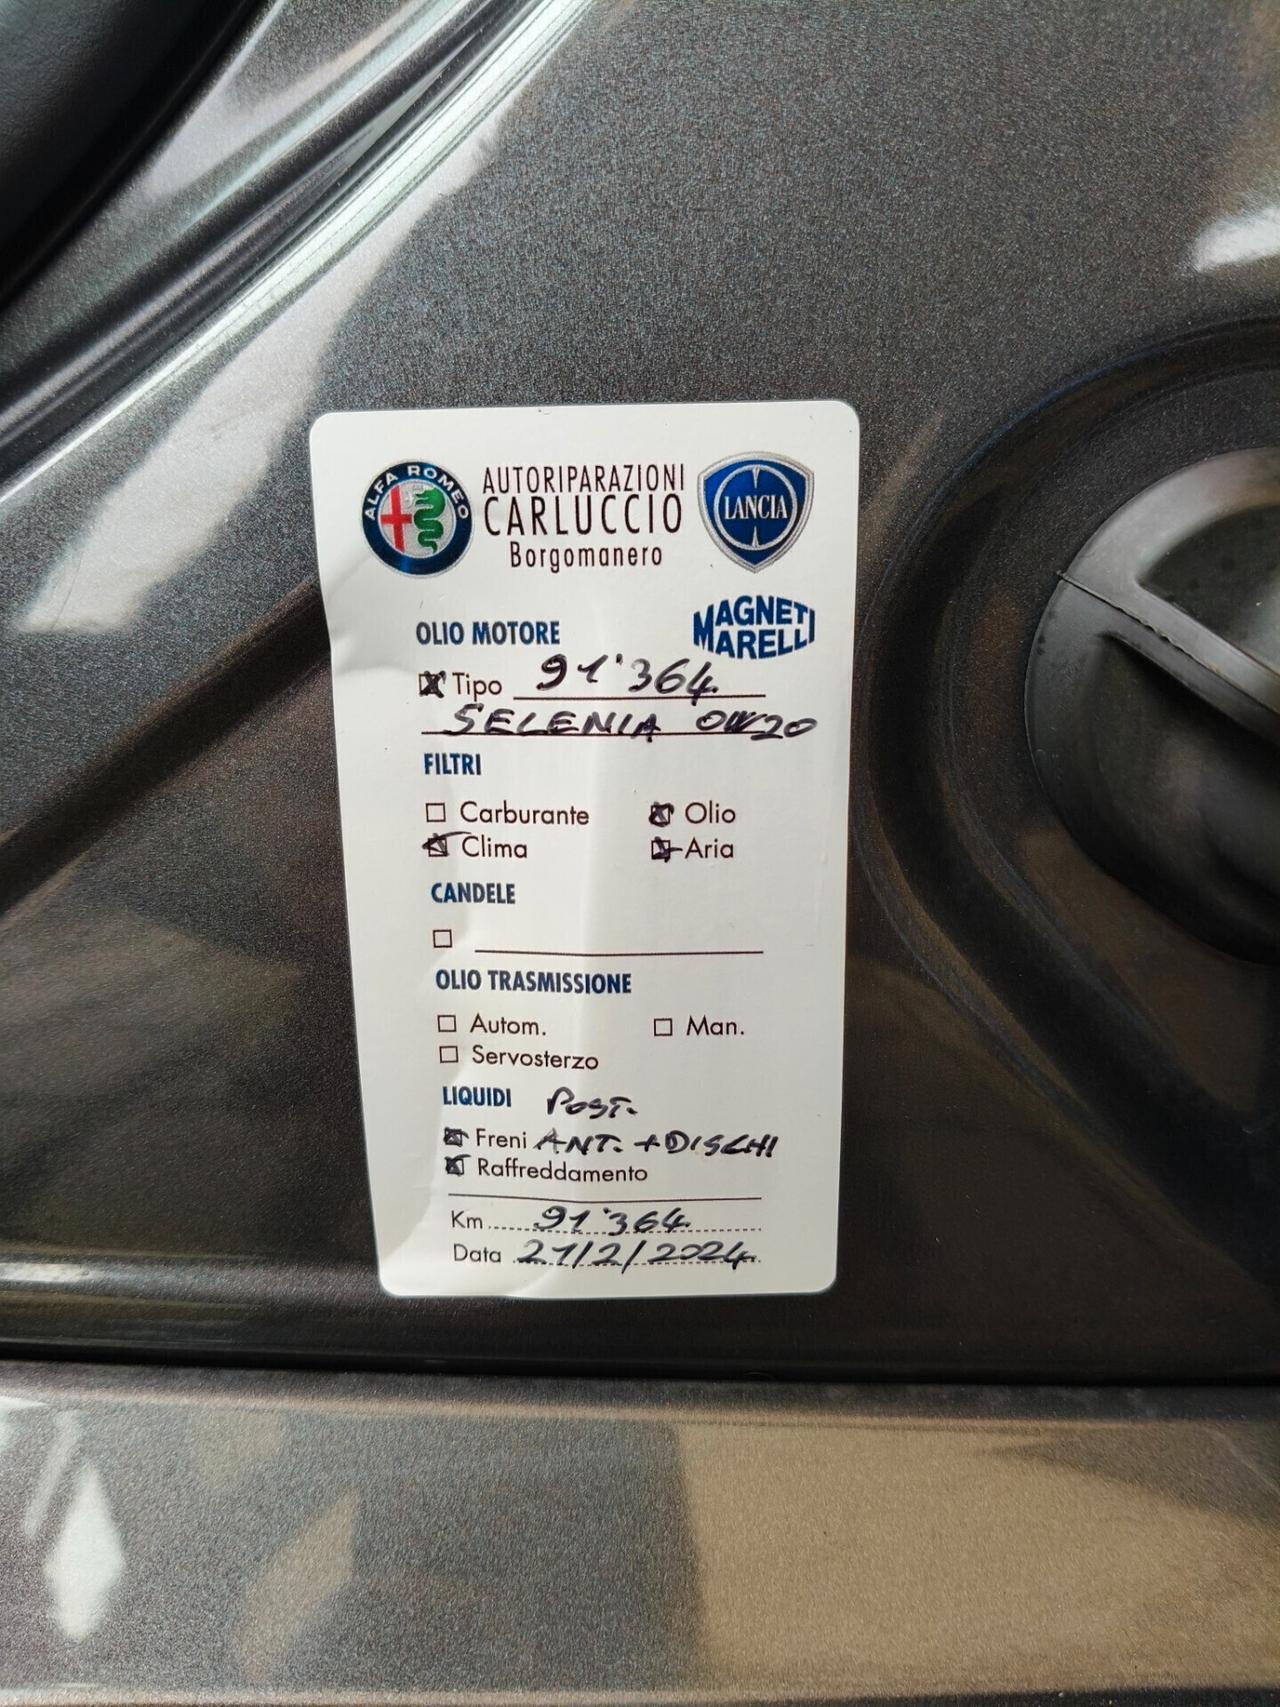 ALFA ROMEO
AUTORIPARAZIONI
CARLUCCIO
Borgomanero
LANCIA
MAGNETI
MARELLI
OLIO MOTORE
Tipo 91'364
SELENIA 0W20
FILTRI
Carburante Olio
Clima Aria
CANDELE
OLIO TRASMISSIONE
Autom. Man.
Servosterzo
LIQUIDI POST.
Freni ANT. + DISCHI
Raffreddamento
Km 91'364
Data 21/2/2024